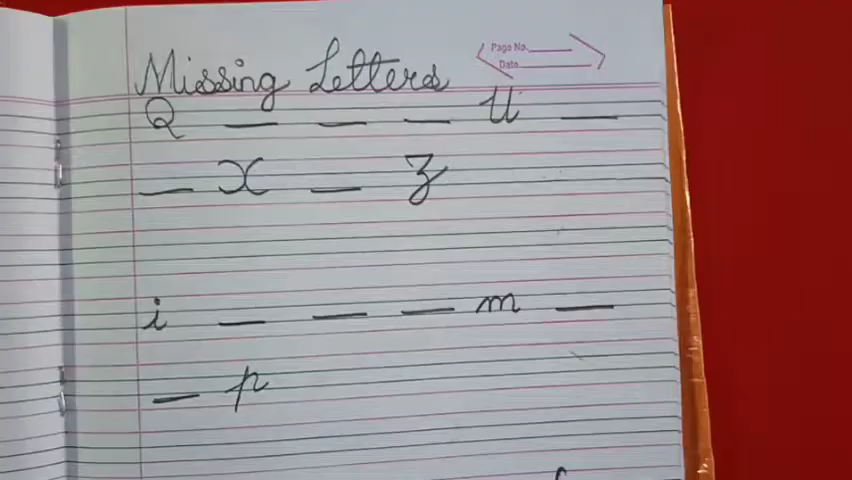 Page No.
Date
Missing Letters
Q _ _ _ U _
_ X _ Z
i _ _ _ m _
_ p